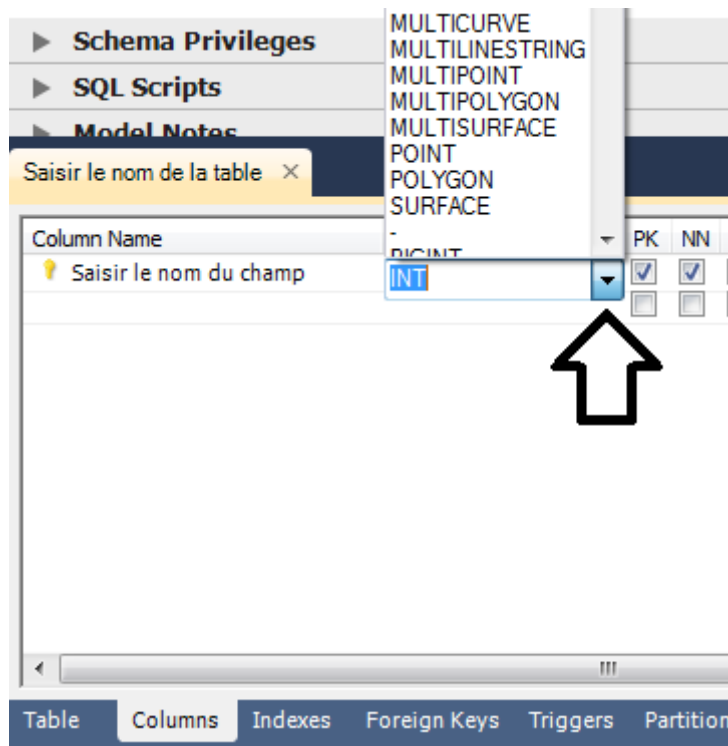 Schema Privileges
SQL Scripts
Model Notes
MULTICURVE
MULTILINESTRING
MULTIPOINT
MULTIPOLYGON
MULTISURFACE
POINT
POLYGON
SURFACE
-
BIGINT
Saisir le nom de la table
Column Name PK NN
Saisir le nom du champ INT
Table Columns Indexes Foreign Keys Triggers Partition